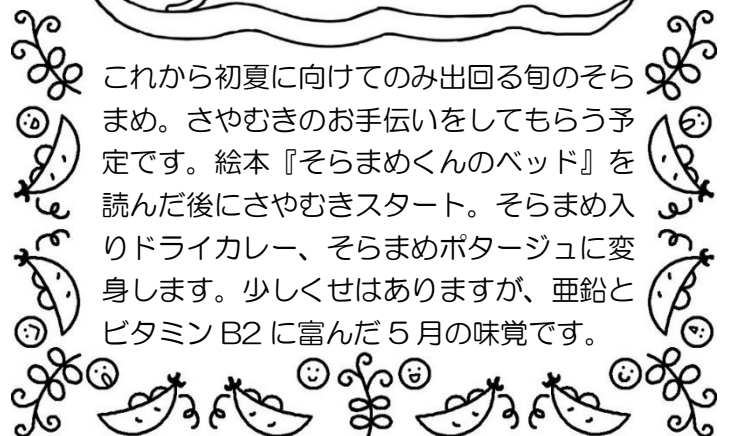 これから初夏に向けてのみ出回る旬のそら
まめ。さやむきのお手伝いをしてもらう予
定です。絵本『そらまめくんのベッド』を
読んだ後にさやむきスタート。そらまめ入
りドライカレー、そらまめポタージュに変
身します。少しくせはありますが、亜鉛と
ビタミン B2 に富んだ 5 月の味覚です。